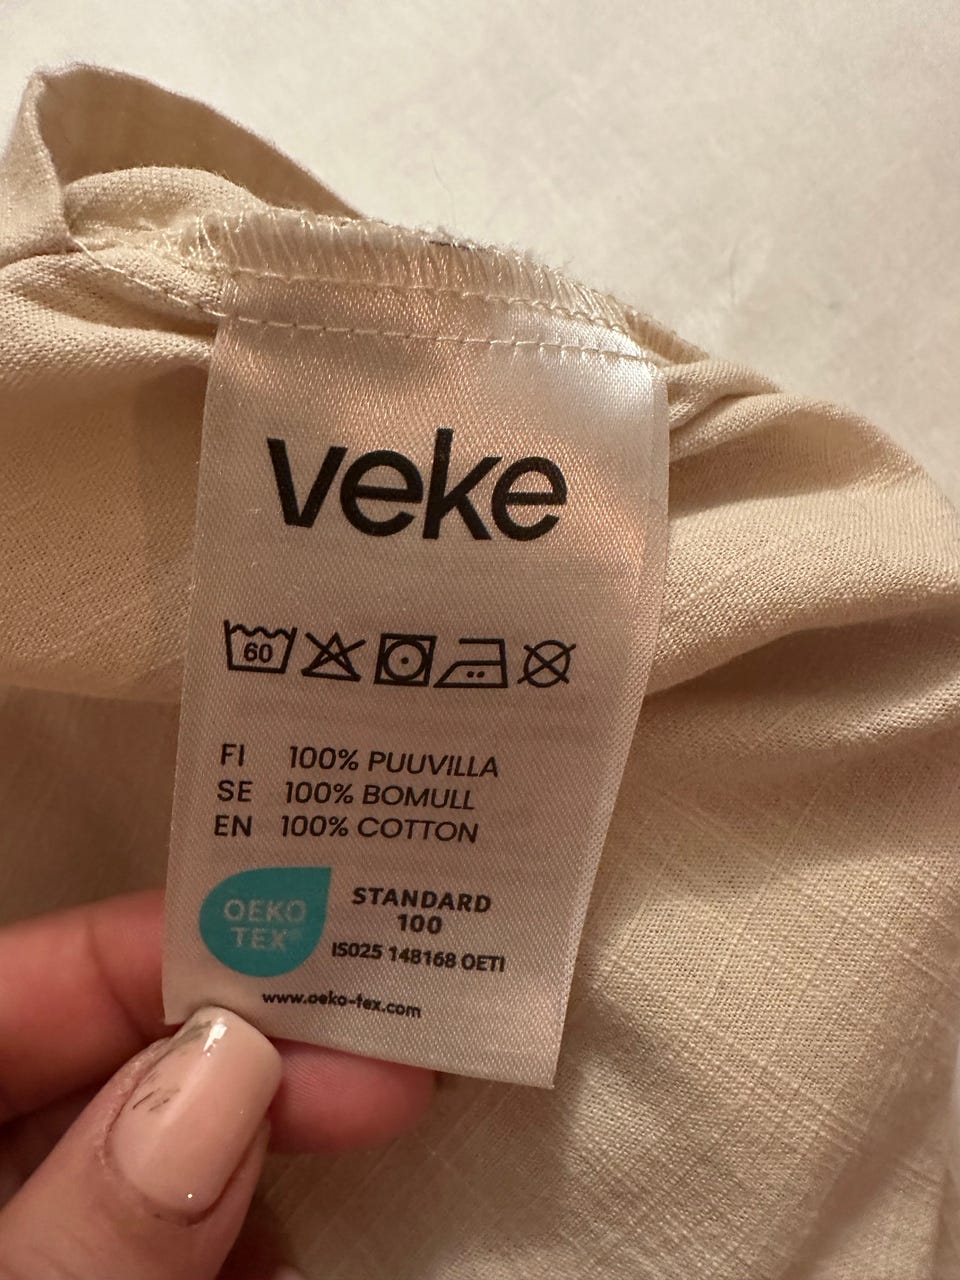 veke
60
FI 100% PUUVILLA
SE 100% BOMULL
EN 100% COTTON
OEKO
TEX®
STANDARD
100
IS025 148168 OETI
www.oeko-tex.com